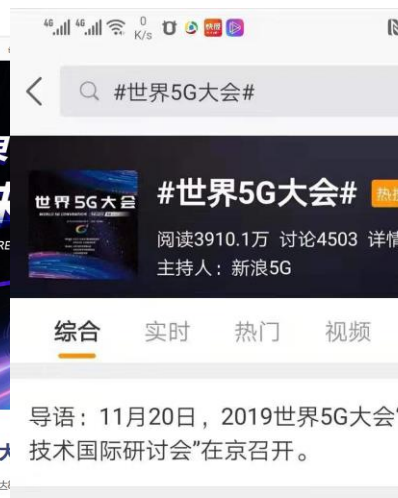 46 46 0 K/s
#世界5G大会#
世界5G大会
#世界5G大会#
阅读3910.1万 讨论4503
主持人：新浪5G
综合 实时 热门 视频
导语：11月20日，2019世界5G大会“
技术国际研讨会”在京召开。